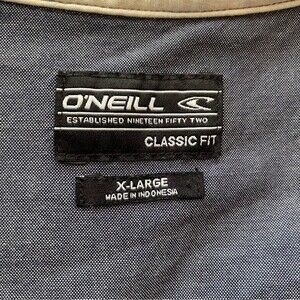 O'NEILL
ESTABLISHED NINETEEN FIFTY TWO
CLASSIC FIT
X-LARGE
MADE IN INDONESIA